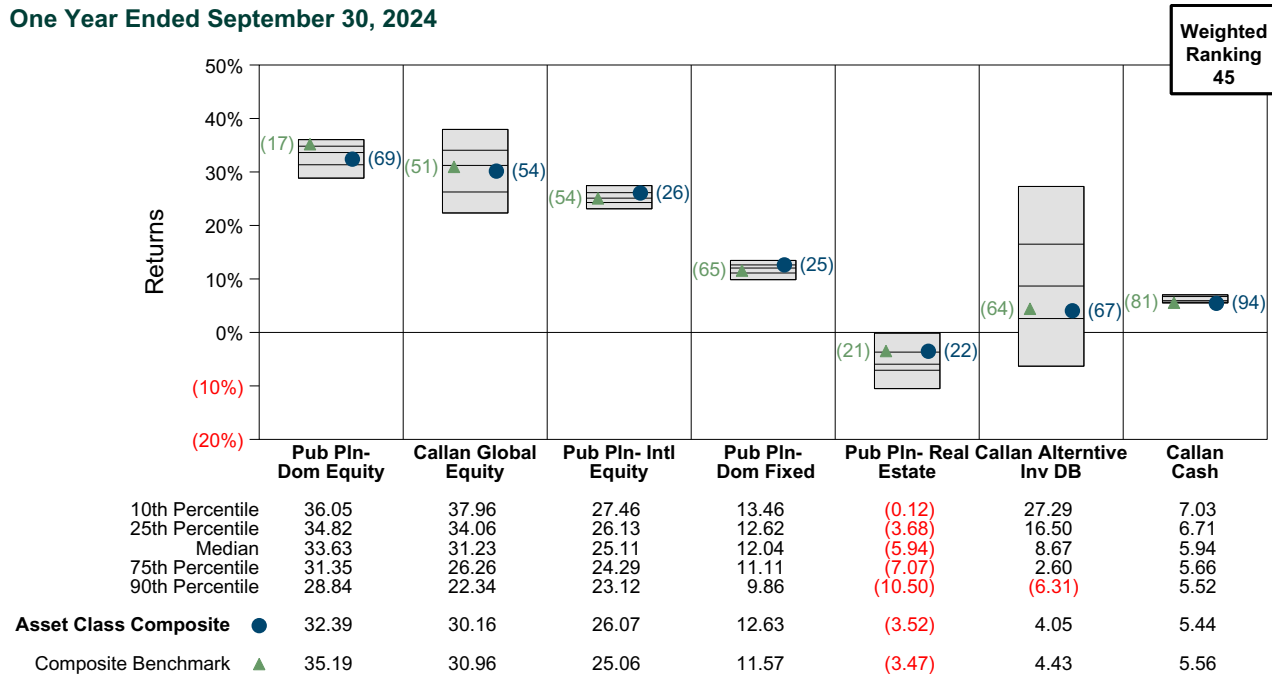 One Year Ended September 30, 2024
Weighted
Ranking
45
Returns
50%
40%
30%
20%
10%
0%
(10%)
(20%)
(17) (69)
(51) (54)
(54) (26)
(65) (25)
(21) (22)
(64) (67)
(81) (94)
Pub Pln- Callan Global Pub Pln- Intl Pub Pln- Pub Pln- Real Callan Alterntive Callan
Dom Equity Equity Equity Dom Fixed Estate Inv DB Cash
10th Percentile 36.05 37.96 27.46 13.46 (0.12) 27.29 7.03
25th Percentile 34.82 34.06 26.13 12.62 (3.68) 16.50 6.71
Median 33.63 31.23 25.11 12.04 (5.94) 8.67 5.94
75th Percentile 31.35 26.26 24.29 11.11 (7.07) 2.60 5.66
90th Percentile 28.84 22.34 23.12 9.86 (10.50) (6.31) 5.52
Asset Class Composite 32.39 30.16 26.07 12.63 (3.52) 4.05 5.44
Composite Benchmark 35.19 30.96 25.06 11.57 (3.47) 4.43 5.56